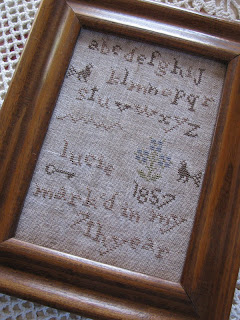 abcdefghij
klmnopqr
stuvwxyz
lucie
1857
mark'd in my
7th year